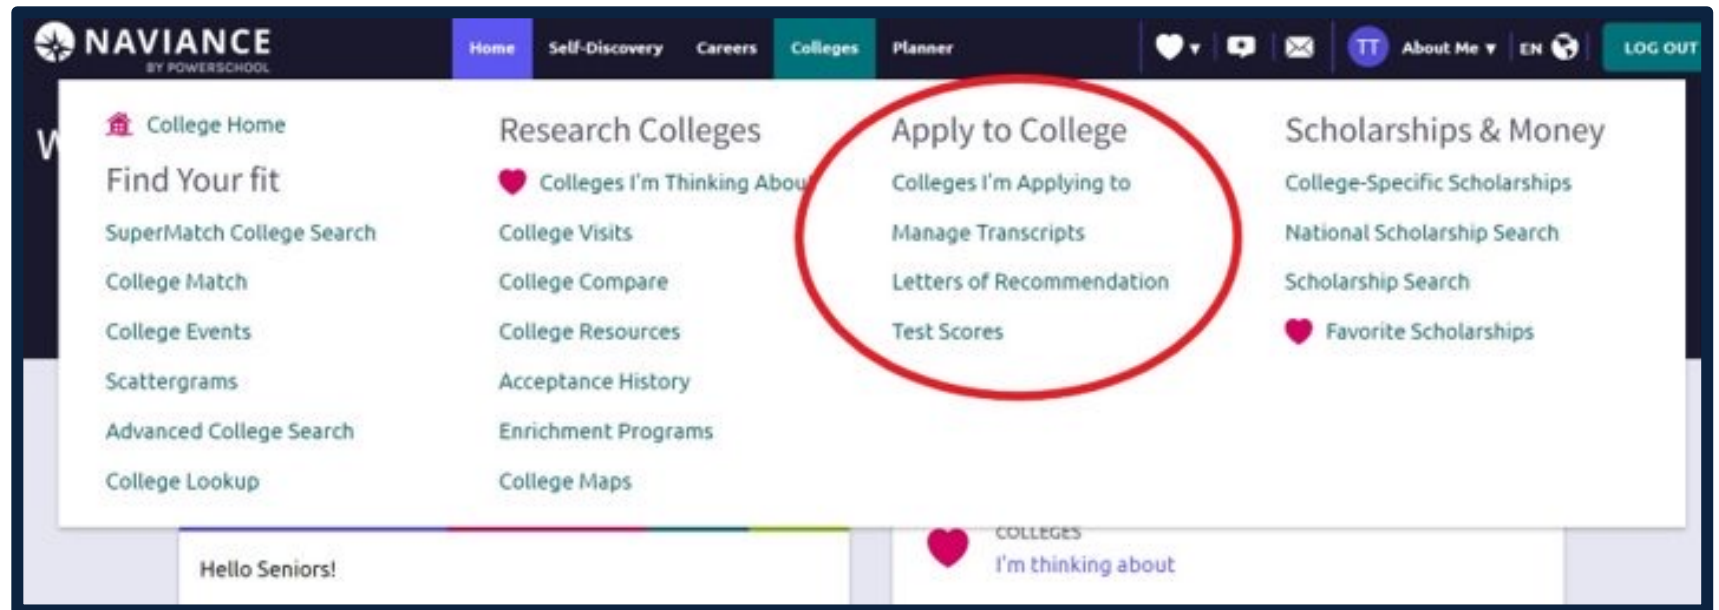 NAVIANCE
BY POWERSCHOOL
Home Self-Discovery Careers Colleges Planner
TT About Me EN LOG OUT
W
College Home
Find Your fit
SuperMatch College Search
College Match
College Events
Scattergrams
Advanced College Search
College Lookup
Research Colleges
Colleges I'm Thinking About
College Visits
College Compare
College Resources
Acceptance History
Enrichment Programs
College Maps
Apply to College
Colleges I'm Applying to
Manage Transcripts
Letters of Recommendation
Test Scores
Scholarships & Money
College-Specific Scholarships
National Scholarship Search
Scholarship Search
Favorite Scholarships
Hello Seniors!
COLLEGES
I'm thinking about